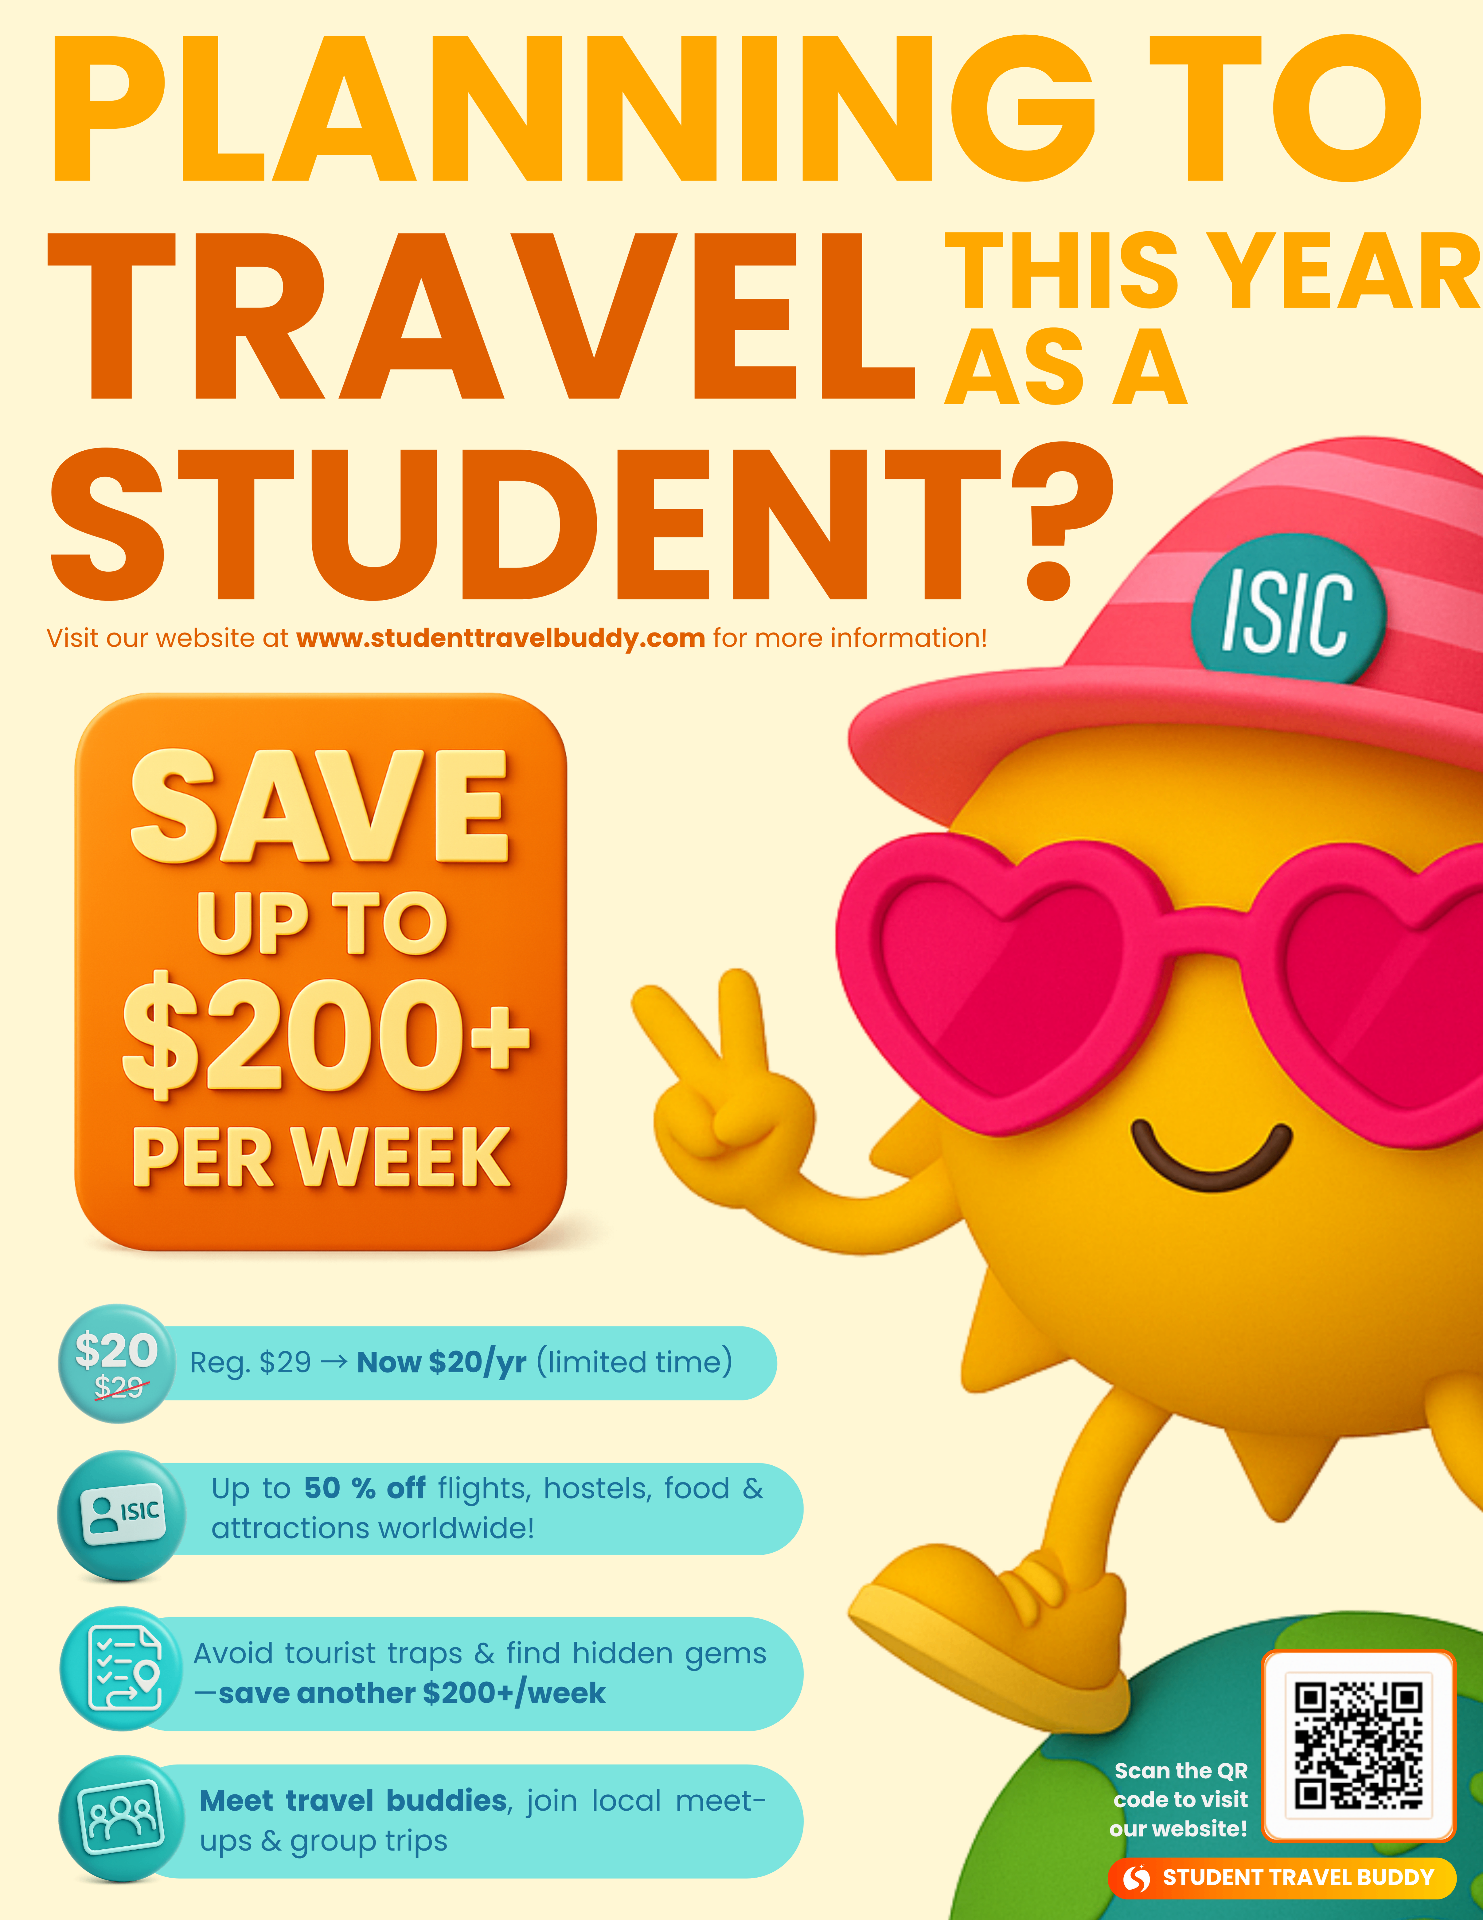 PLANNING TO
TRAVEL
THIS YEAR
AS A
STUDENT?
Visit our website at www.studenttravelbuddy.com for more information!
ISIC
SAVE
UP TO
$200+
PER WEEK
$20
$29
Reg. $29 → Now $20/yr (limited time)
ISIC
Up to 50 % off flights, hostels, food &
attractions worldwide!
Avoid tourist traps & find hidden gems
—save another $200+/week
Meet travel buddies, join local meet-
ups & group trips
Scan the QR
code to visit
our website!
STUDENT TRAVEL BUDDY